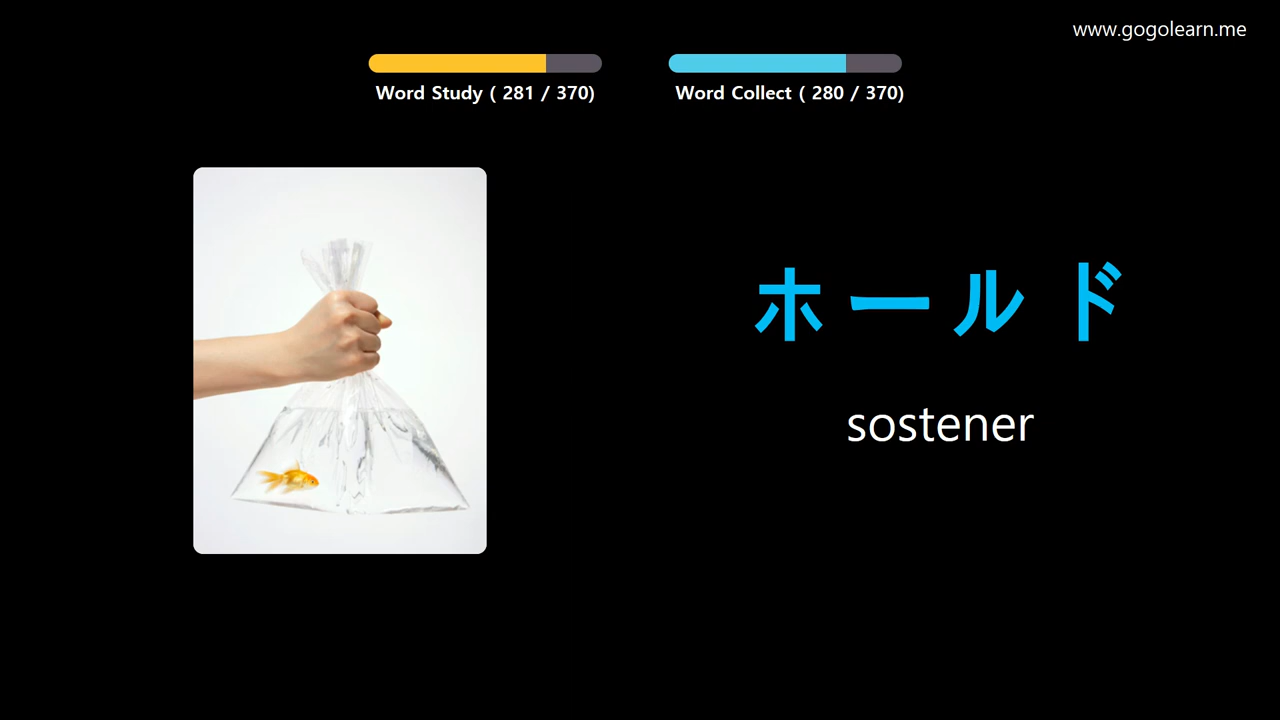 www.gogolearn.me
Word Study ( 281 / 370)
Word Collect ( 280 / 370)
ホールド
sostener